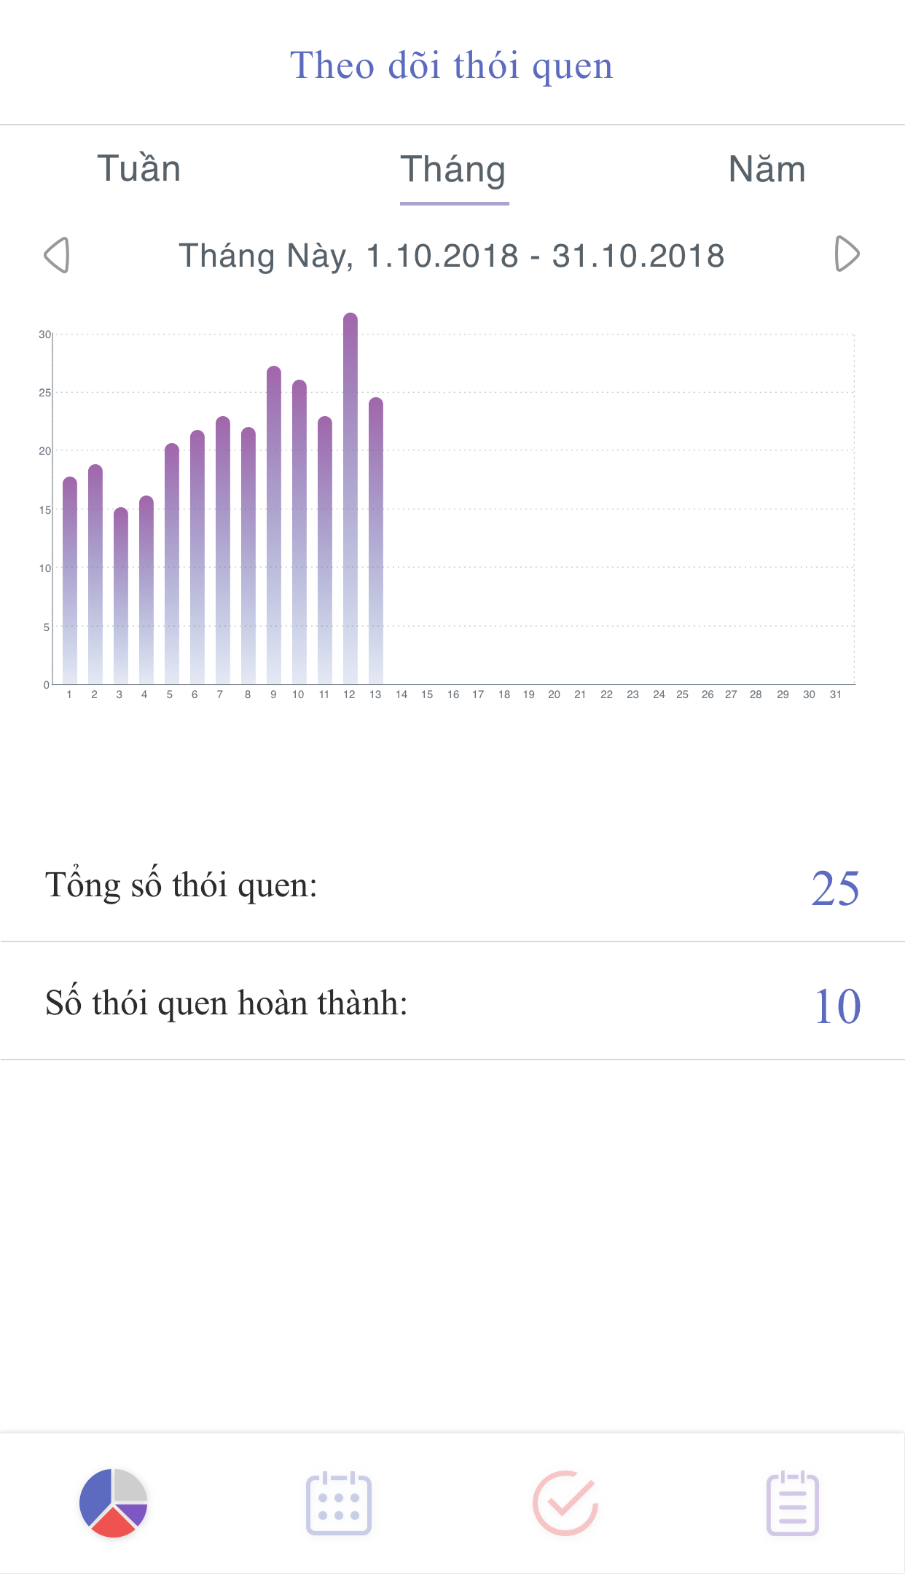 Theo dõi thói quen
Tuần Tháng Năm
Tháng Này, 1.10.2018 - 31.10.2018
30
25
20
15
10
5
0
1 2 3 4 5 6 7 8 9 10 11 12 13 14 15 16 17 18 19 20 21 22 23 24 25 26 27 28 29 30 31
Tổng số thói quen: 25
Số thói quen hoàn thành: 10